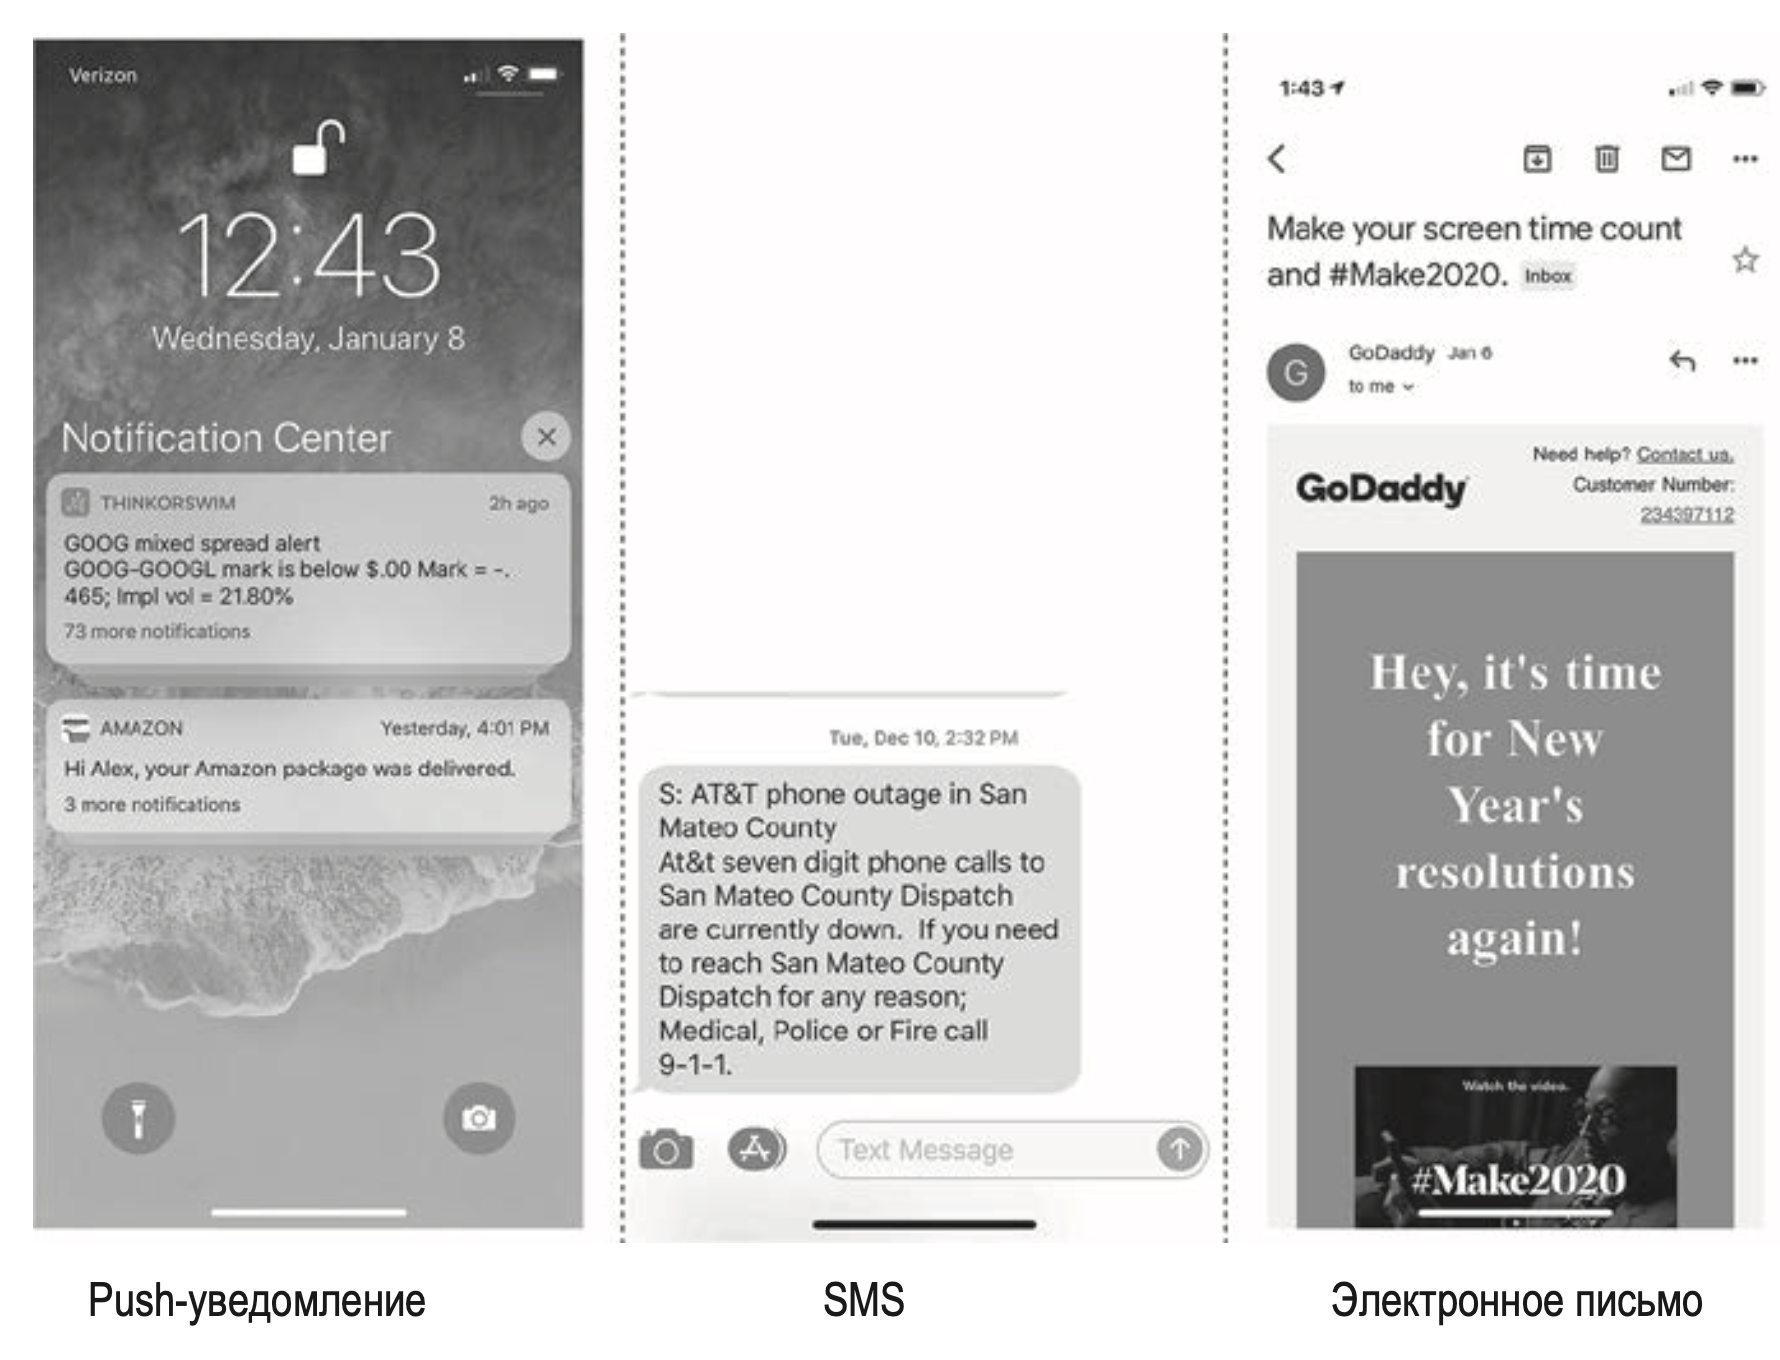 Verizon
12:43
Wednesday, January 8
Notification Center
THINKORSWIM 2h ago
GOOG mixed spread alert
GOOG-GOOGL mark is below $.00 Mark = -.
465; Impl vol = 21.80%
73 more notifications
AMAZON Yesterday, 4:01 PM
Hi Alex, your Amazon package was delivered.
3 more notifications
Push-уведомление
Tue, Dec 10, 2:32 PM
S: AT&T phone outage in San
Mateo County
At&t seven digit phone calls to
San Mateo County Dispatch
are currently down. If you need
to reach San Mateo County
Dispatch for any reason;
Medical, Police or Fire call
9-1-1.
Text Message
SMS
1:43
Make your screen time count
and #Make2020. Inbox
G
GoDaddy Jan 6
to me
Need help? Contact us.
GoDaddy
Customer Number:
234397112
Hey, it's time
for New
Year's
resolutions
again!
Watch the video.
#Make2020
Электронное письмо